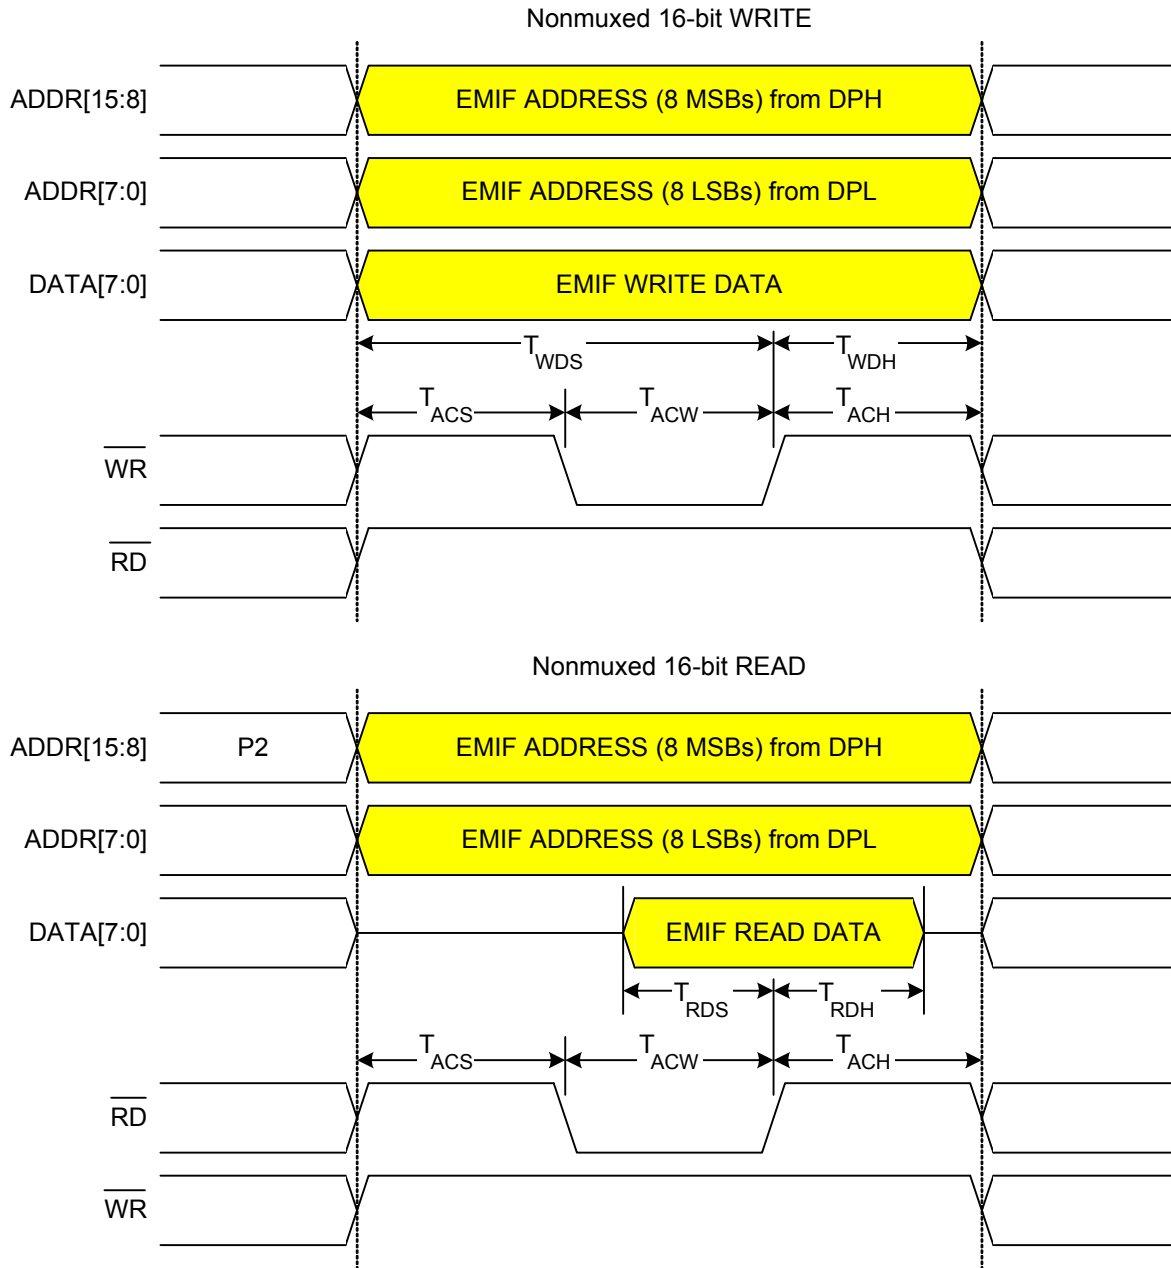 Nonmuxed 16-bit WRITE
ADDR[15:8] EMIF ADDRESS (8 MSBs) from DPH
ADDR[7:0] EMIF ADDRESS (8 LSBs) from DPL
DATA[7:0] EMIF WRITE DATA
TWDS TWDH
TACS TACW TACH
WR
RD
Nonmuxed 16-bit READ
ADDR[15:8] P2 EMIF ADDRESS (8 MSBs) from DPH
ADDR[7:0] EMIF ADDRESS (8 LSBs) from DPL
DATA[7:0] EMIF READ DATA
TRDS TRDH
TACS TACW TACH
RD
WR